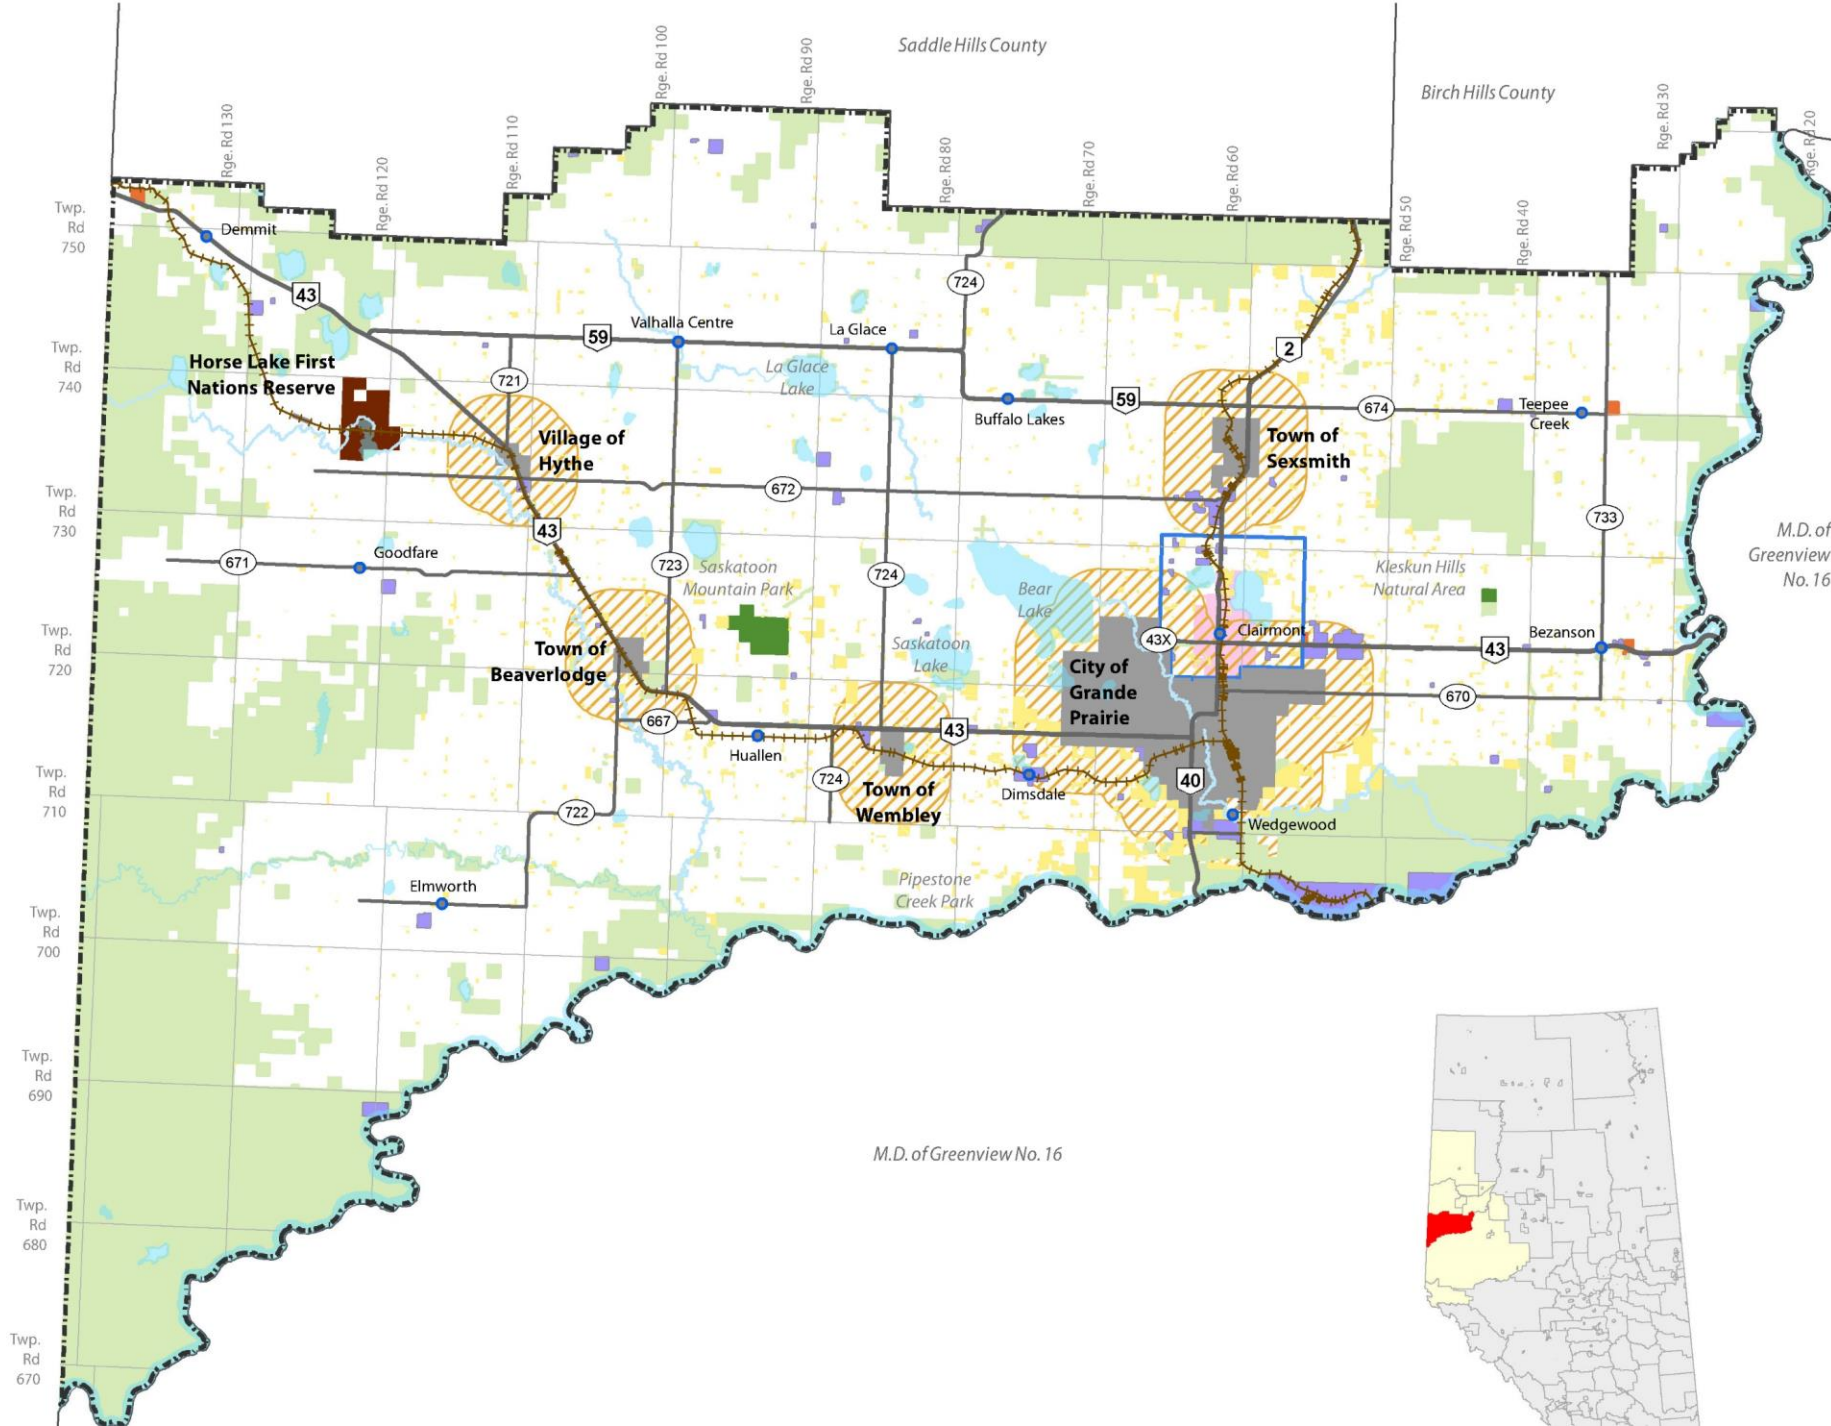 Saddle Hills County
Birch Hills County
Rge. Rd 130
Rge. Rd 120
Rge. Rd 110
Rge. Rd 100
Rge. Rd 90
Rge. Rd 80
Rge. Rd 70
Rge. Rd 60
Rge. Rd 50
Rge. Rd 40
Rge. Rd 30
Rge. Rd 20
Twp.
Rd
750
Demmit
43
724
59
Valhalla Centre
La Glace
2
Twp.
Rd
740
Horse Lake First
Nations Reserve
721
La Glace
Lake
Buffalo Lakes
59
674
Teepee
Creek
Village of
Hythe
Town of
Sexsmith
672
Twp.
Rd
730
43
733
M.D. of
Greenview
No. 16
671
Goodfare
723
Saskatoon
Mountain Park
724
Bear
Lake
Kleskun Hills
Natural Area
Twp.
Rd
720
Town of
Beaverlodge
Saskatoon
Lake
43X
Clairmont
43
Bezanson
City of
Grande
Prairie
670
667
Huallen
43
Twp.
Rd
710
724
Town of
Wembley
Dimsdale
40
722
Wedgewood
Elmworth
Pipestone
Creek Park
Twp.
Rd
700
Twp.
Rd
690
M.D. of Greenview No. 16
Twp.
Rd
680
Twp.
Rd
670